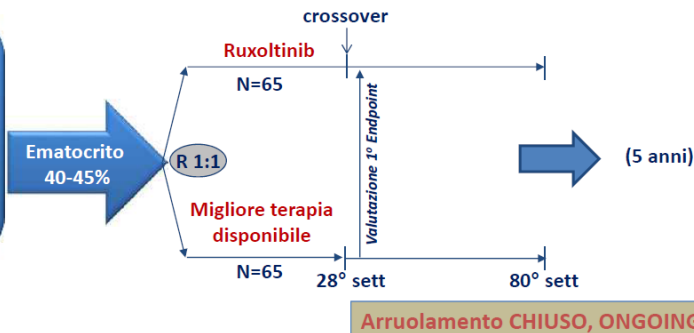 crossover
Ruxoltinib
N=65
Ematocrito
40-45%
R 1:1
Valutazione 1° Endpoint
(5 anni)
Migliore terapia
disponibile
N=65
28° sett
80° sett
Arruolamento CHIUSO, ONGOING